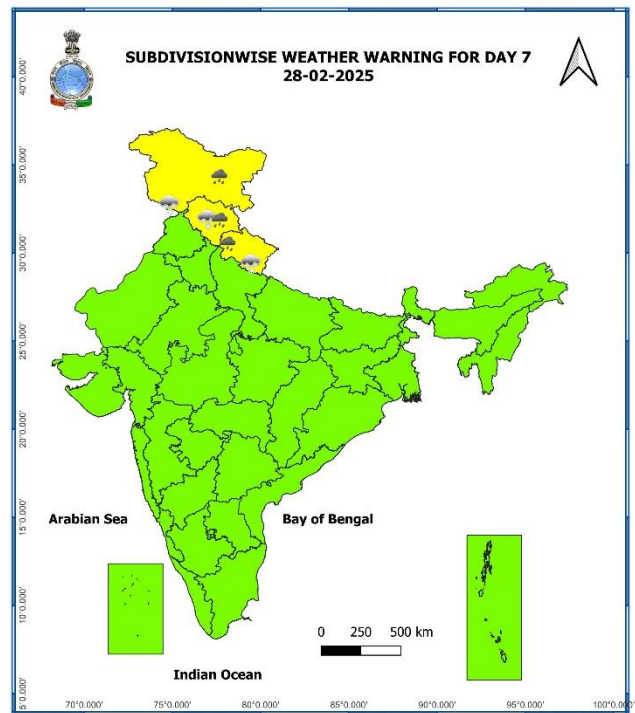 SUBDIVISIONWISE WEATHER WARNING FOR DAY 7
28-02-2025
40°0.000'
35°0.000'
30°0.000'
25°0.000'
20°0.000'
15°0.000'
10°0.000'
5°0.000'
Arabian Sea
Bay of Bengal
0 250 500 km
Indian Ocean
70°0.000' 75°0.000' 80°0.000' 85°0.000' 90°0.000' 95°0.000' 100°0.000'